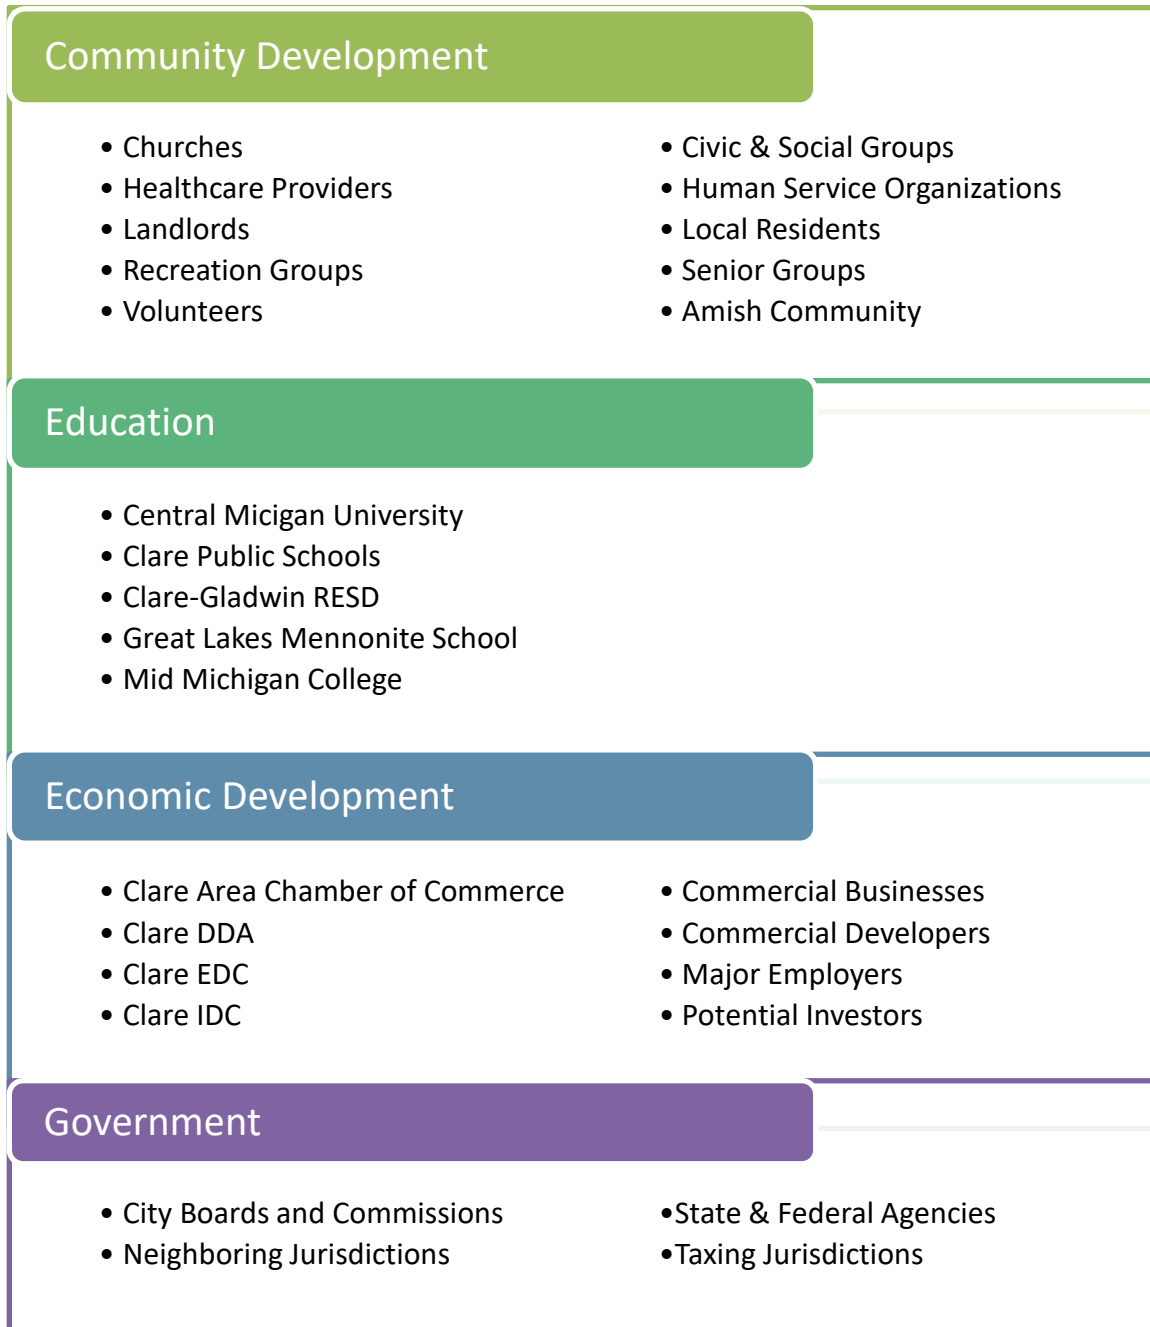 Community Development
• Churches
• Healthcare Providers
• Landlords
• Recreation Groups
• Volunteers
• Civic & Social Groups
• Human Service Organizations
• Local Residents
• Senior Groups
• Amish Community
Education
• Central Micigan University
• Clare Public Schools
• Clare-Gladwin RESD
• Great Lakes Mennonite School
• Mid Michigan College
Economic Development
• Clare Area Chamber of Commerce
• Clare DDA
• Clare EDC
• Clare IDC
• Commercial Businesses
• Commercial Developers
• Major Employers
• Potential Investors
Government
• City Boards and Commissions
• Neighboring Jurisdictions
•State & Federal Agencies
•Taxing Jurisdictions